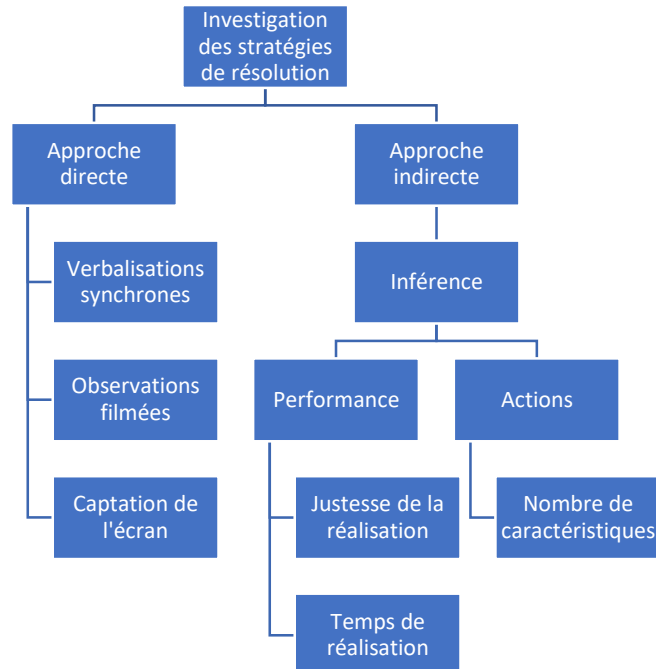 Investigation
des stratégies
de résolution
Approche
directe
Approche
indirecte
Verbalisations
synchrones
Inférence
Observations
filmées
Performance
Actions
Captation de
l'écran
Justesse de la
réalisation
Nombre de
caractéristiques
Temps de
réalisation